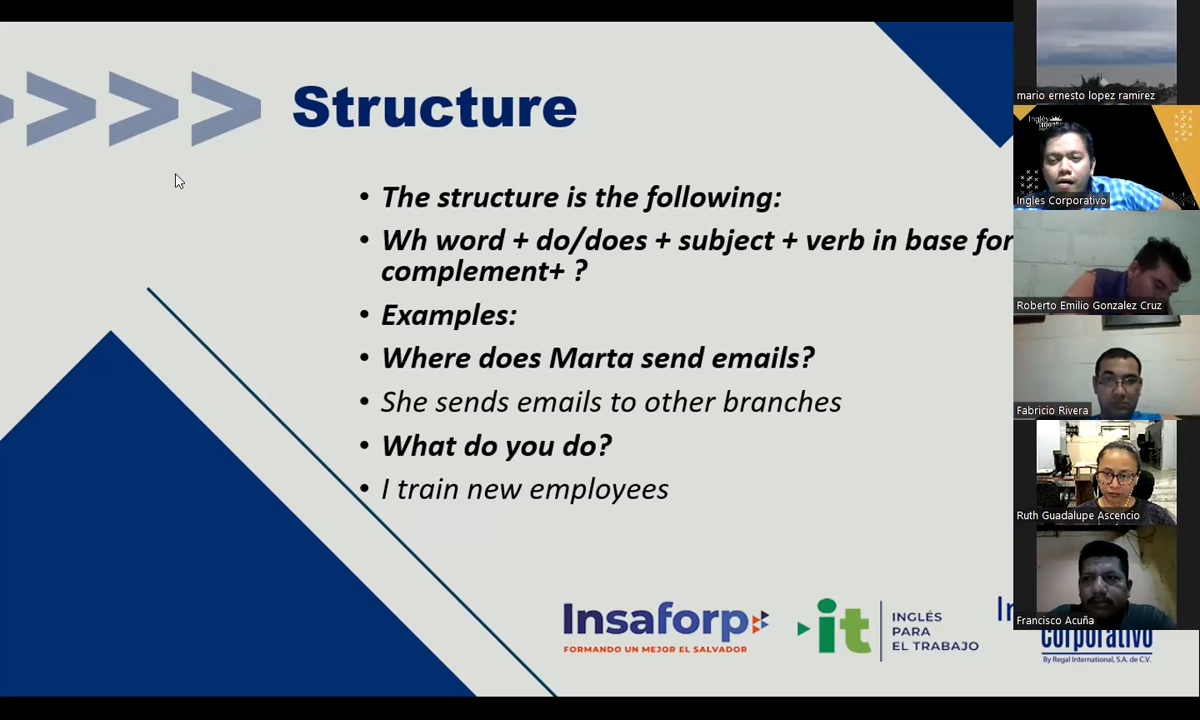 Structure
• The structure is the following:
• Wh word + do/does + subject + verb in base
complement+ ?
• Examples:
• Where does Marta send emails?
• She sends emails to other branches
• What do you do?
• I train new employees
Insaforp
FORMANDO UN MEJOR EL SALVADOR
it
INGLÉS
PARA
EL TRABAJO
corporativo
By Regal International, S.A. de C.V.
mario ernesto lopez ramirez
Ingles Corporativo
Roberto Emilio Gonzalez Cruz
Fabricio Rivera
Ruth Guadalupe Ascencio
Francisco Acuña